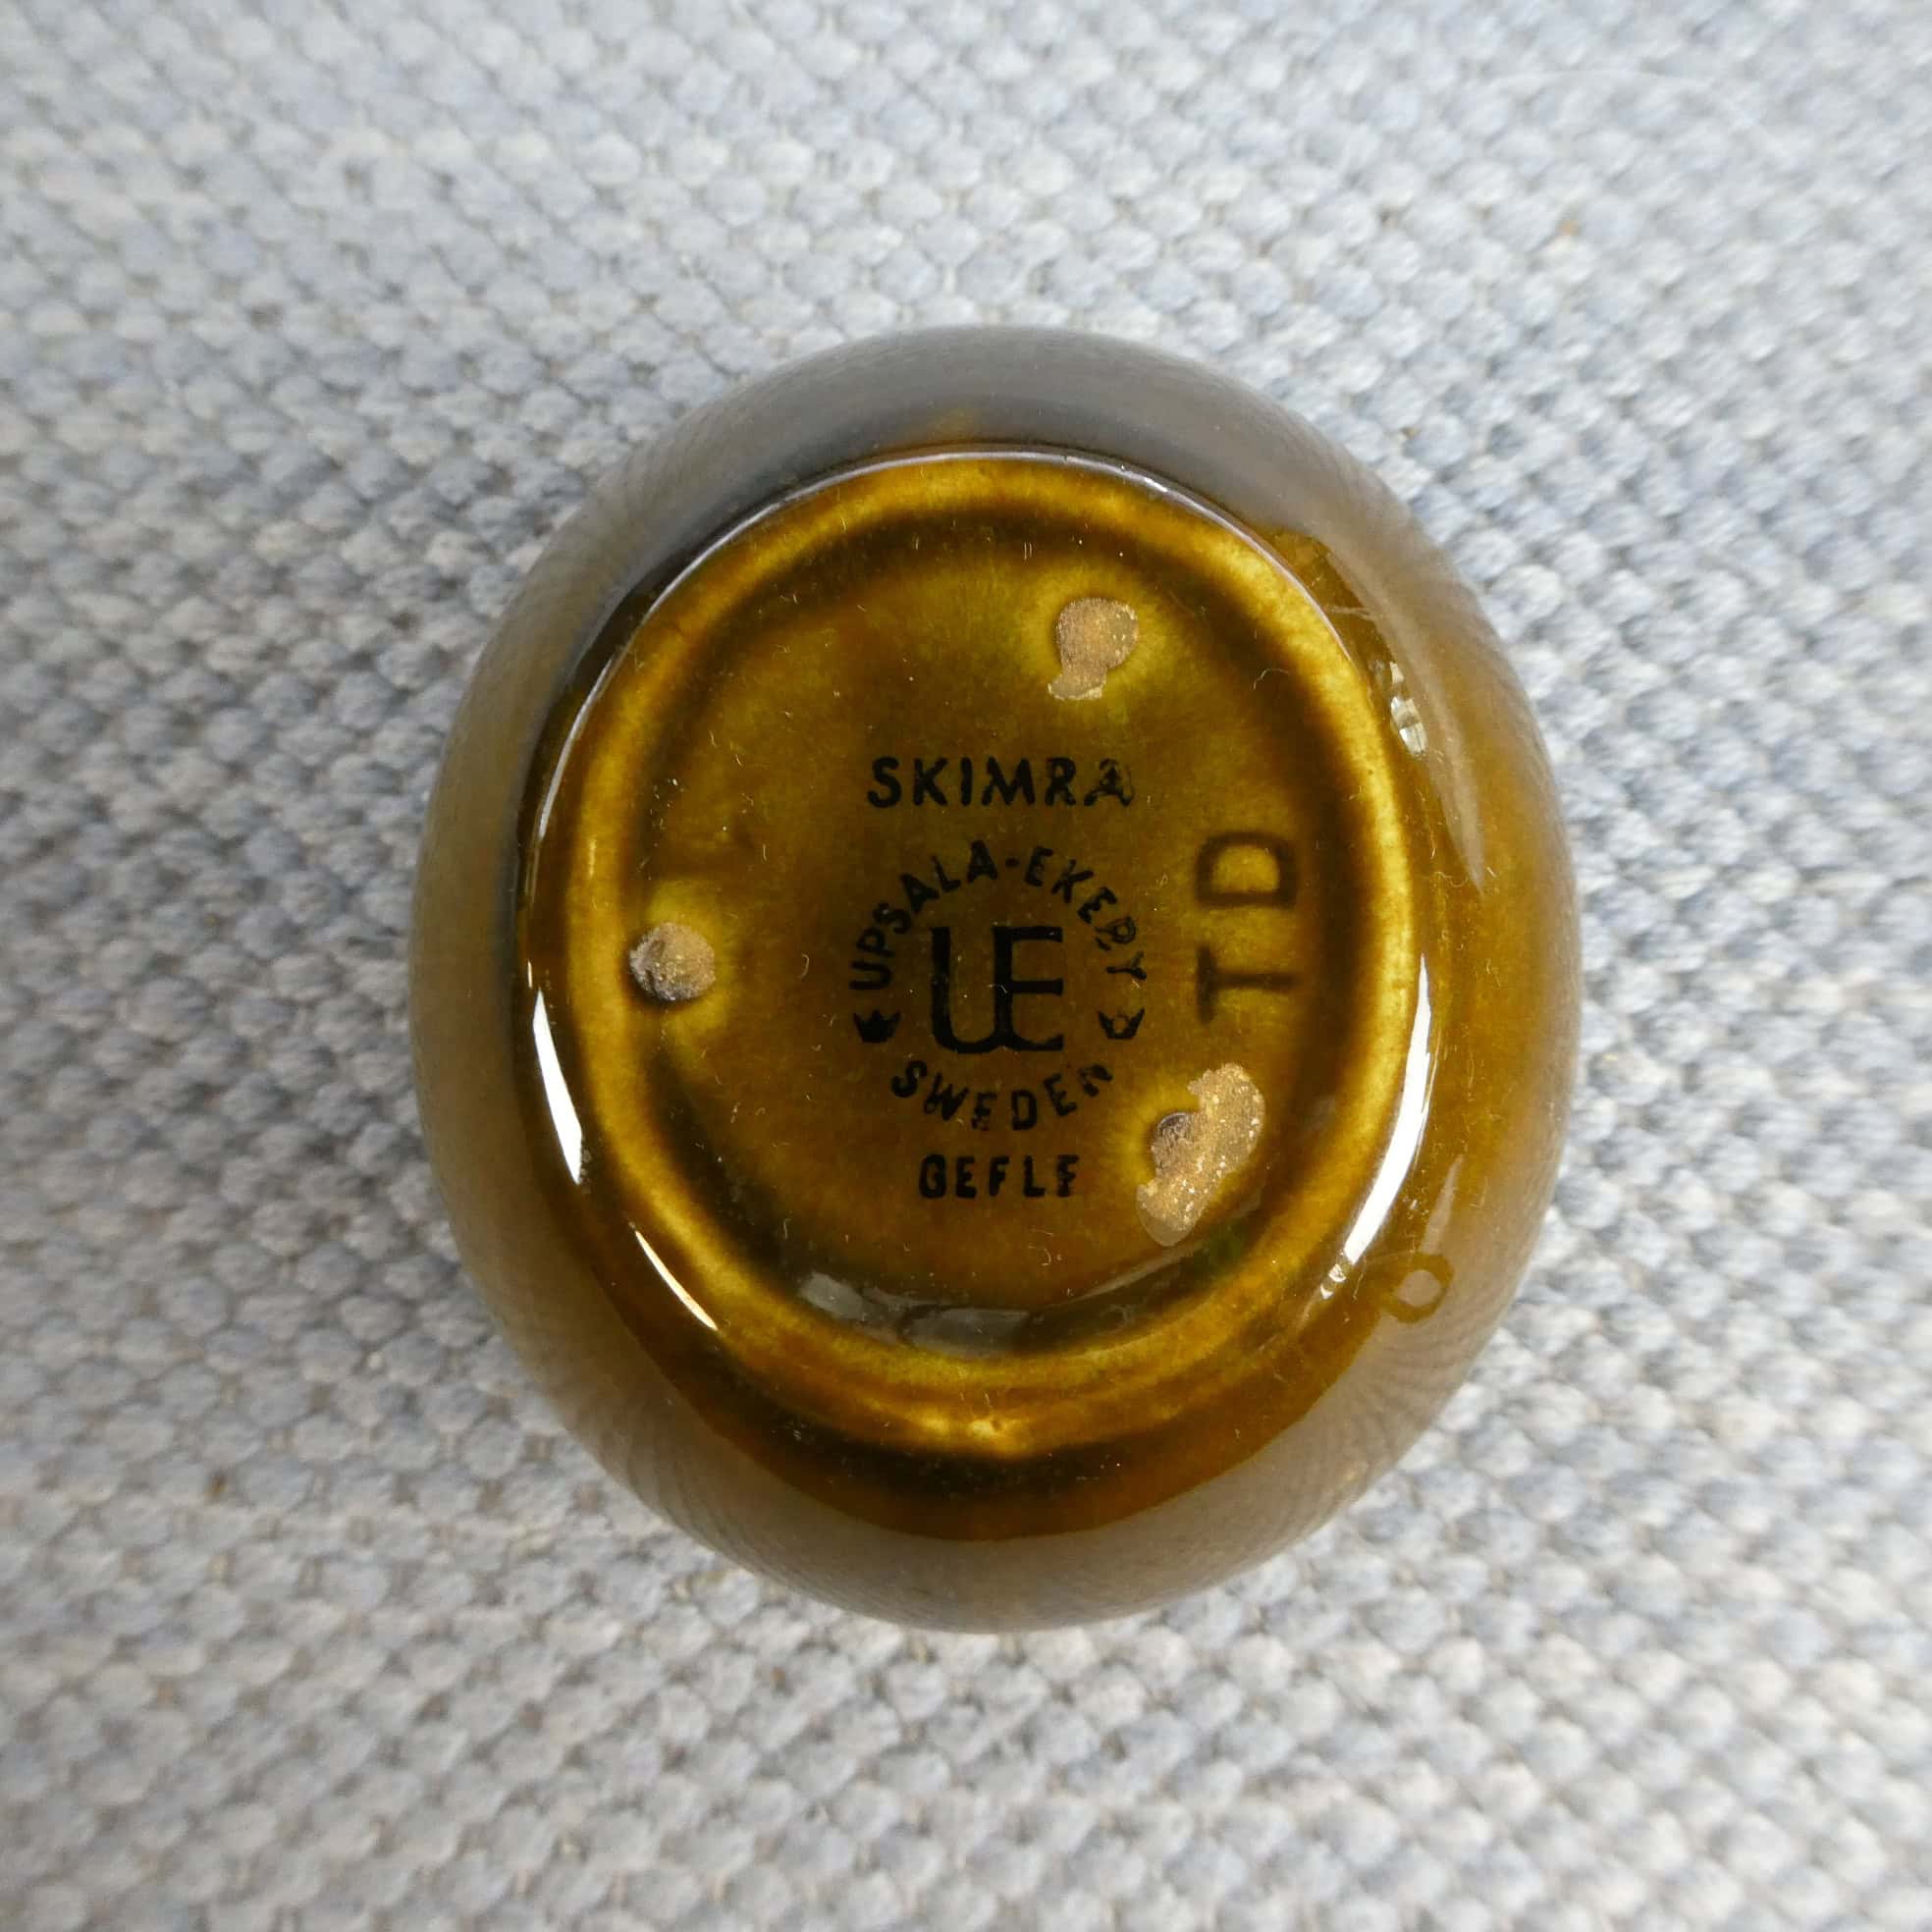 SKIMRA
UPSALA-EKEBY
UE
SWEDEN
GEFLE
TD